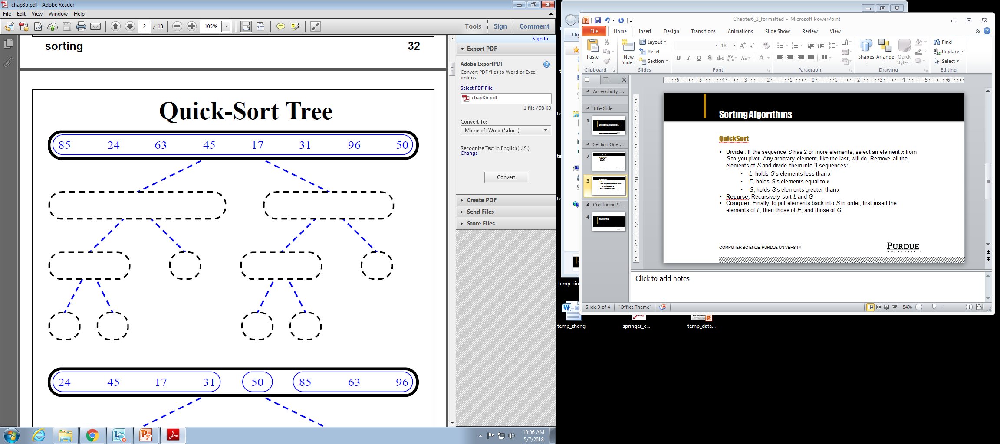 chap8b.pdf - Adobe Reader
File Edit View Window Help
2 / 18 105% Tools Sign Comment
sorting 32
Quick-Sort Tree
85 24 63 45 17 31 96 50
24 45 17 31 50 85 63 96
Sign In
Export PDF
Adobe ExportPDF
Convert PDF files to Word or Excel
online.
Select PDF File:
chap8b.pdf
1 file / 98 KB
Convert To:
Microsoft Word (*.docx)
Recognize Text in English(U.S.)
Change
Convert
Create PDF
Send Files
Store Files
10:06 AM
5/7/2018
Chapter6_3_formatted - Microsoft PowerPoint
File Home Insert Design Transitions Animations Slide Show Review View
Paste
Clipboard
New
Slide
Layout
Reset
Section
Slides
18
B I U S abc AV Aa A
Font
Paragraph
Shapes Arrange Quick
Styles
Drawing
Find
Replace
Select
Editing
Accessibility ...
Title Slide
1
SORTING ALGORITHMS
Section One ...
2
3
Concluding S...
4
THANK YOU
Sorting Algorithms
QuickSort
Divide : If the sequence S has 2 or more elements, select an element x from
S to you pivot. Any arbitrary element, like the last, will do. Remove all the
elements of S and divide them into 3 sequences:
• L, holds S's elements less than x
• E, holds S's elements equal to x
• G, holds S's elements greater than x
Recurse: Recursively sort L and G
Conquer: Finally, to put elements back into S in order, first insert the
elements of L, then those of E, and those of G.
COMPUTER SCIENCE, PURDUE UNIVERSITY
PURDUE
UNIVERSITY
Click to add notes
Slide 3 of 4 "Office Theme" 54%
temp_xio
temp_zheng
springer_c...
temp_data...